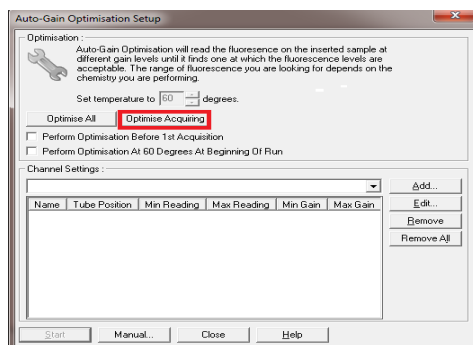 Auto-Gain Optimisation Setup
Optimisation :
Auto-Gain Optimisation will read the fluoresence on the inserted sample at
different gain levels until it finds one at which the fluorescence levels are
acceptable. The range of fluorescence you are looking for depends on the
chemistry you are performing.
Set temperature to 60 degrees.
Optimise All Optimise Acquiring
Perform Optimisation Before 1st Acquisition
Perform Optimisation At 60 Degrees At Beginning Of Run
Channel Settings :
Add...
Name Tube Position Min Reading Max Reading Min Gain Max Gain
Edit...
Remove
Remove All
Start Manual... Close Help